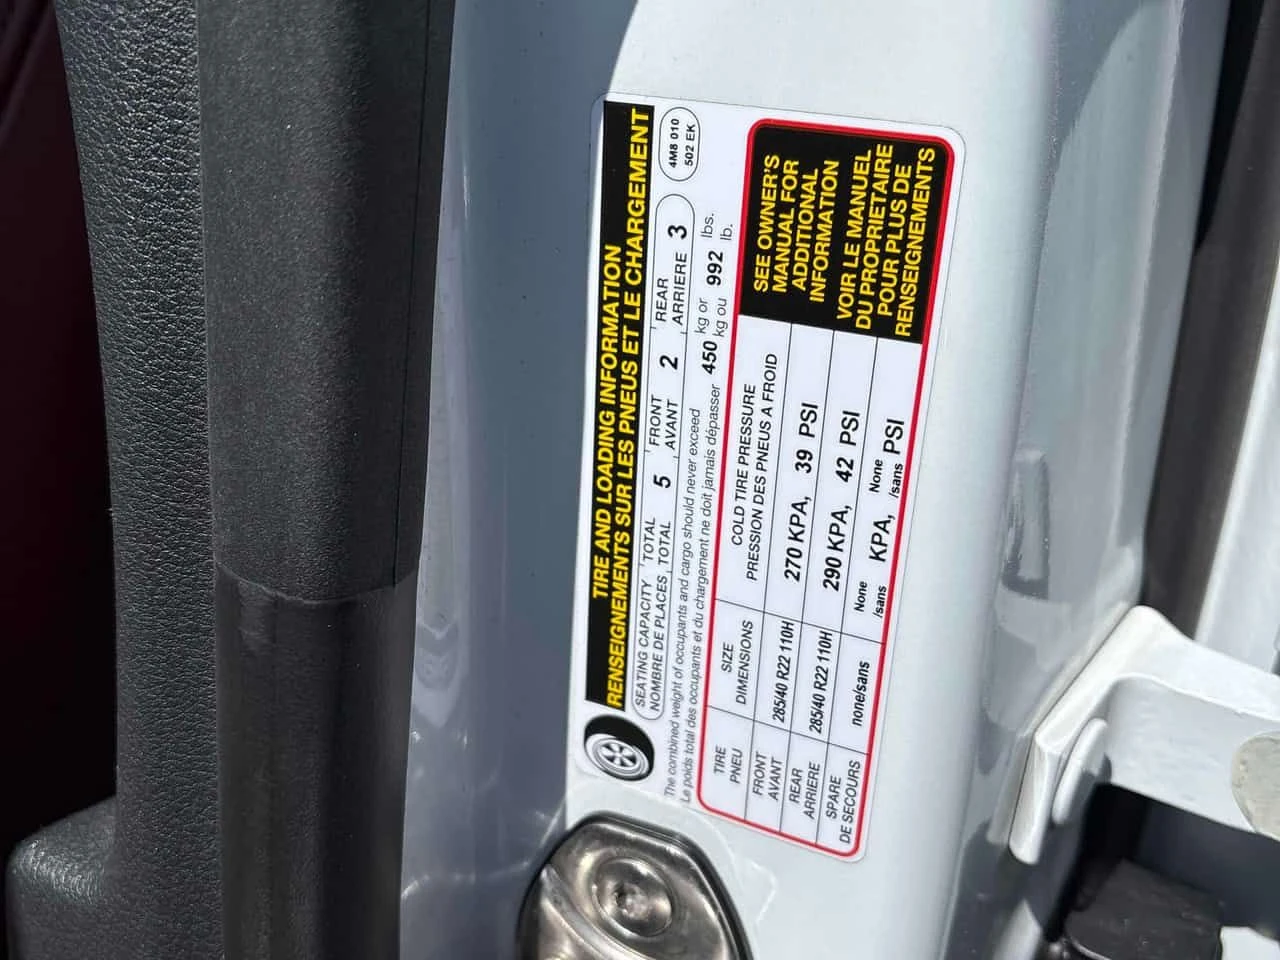 TIRE AND LOADING INFORMATION
RENSEIGNEMENTS SUR LES PNEUS ET LE CHARGEMENT
SEATING CAPACITY TOTAL 5 FRONT 2 REAR 3
NOMBRE DE PLACES TOTAL AVANT ARRIERE
4M8 010
502 EK
The combined weight of occupants and cargo should never exceed 450 kg or 992 lbs.
Le poids total des occupants et du chargement ne doit jamais dépasser kg ou lb.
TIRE SIZE COLD TIRE PRESSURE
PNEU DIMENSIONS PRESSION DES PNEUS A FROID
FRONT 285/40 R22 110H 270 KPA, 39 PSI
AVANT
REAR 285/40 R22 110H 290 KPA, 42 PSI
ARRIERE
SPARE none/sans None KPA, None PSI
DE SECOURS /sans /sans
SEE OWNER'S
MANUAL FOR
ADDITIONAL
INFORMATION
VOIR LE MANUEL
DU PROPRIETAIRE
POUR PLUS DE
RENSEIGNEMENTS